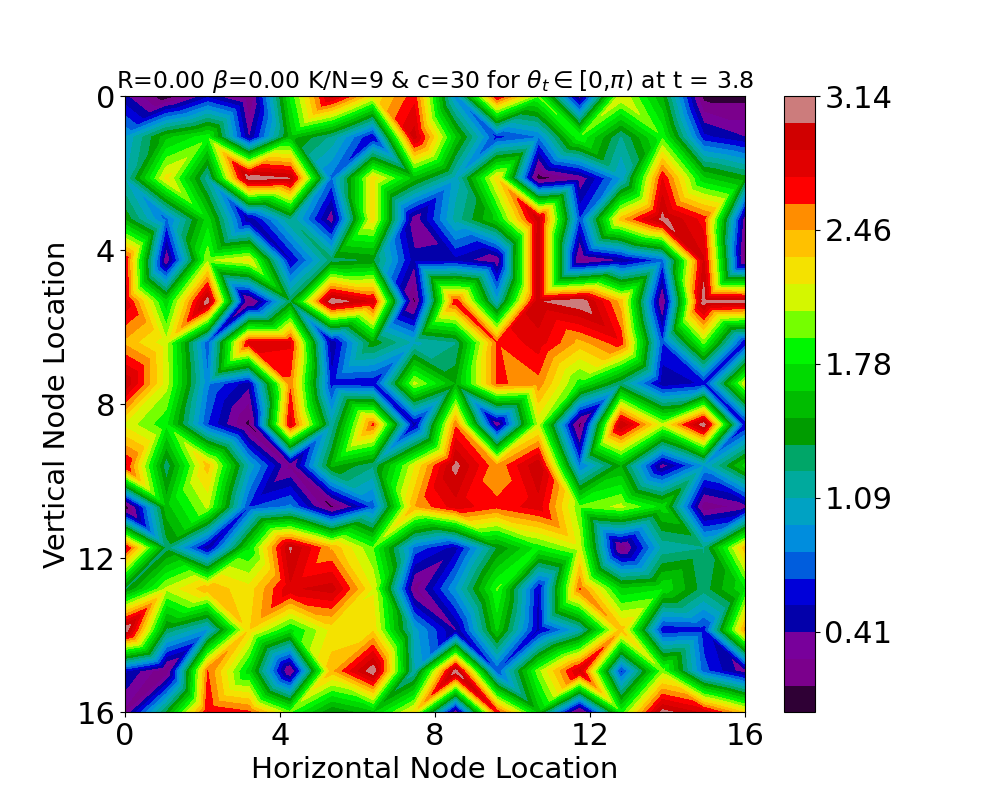 R=0.00 β=0.00 K/N=9 & c=30 for θₜ ∈ [0,π) at t = 3.8
0
4
8
12
16
Vertical Node Location
0 4 8 12 16
Horizontal Node Location
3.14
2.46
1.78
1.09
0.41